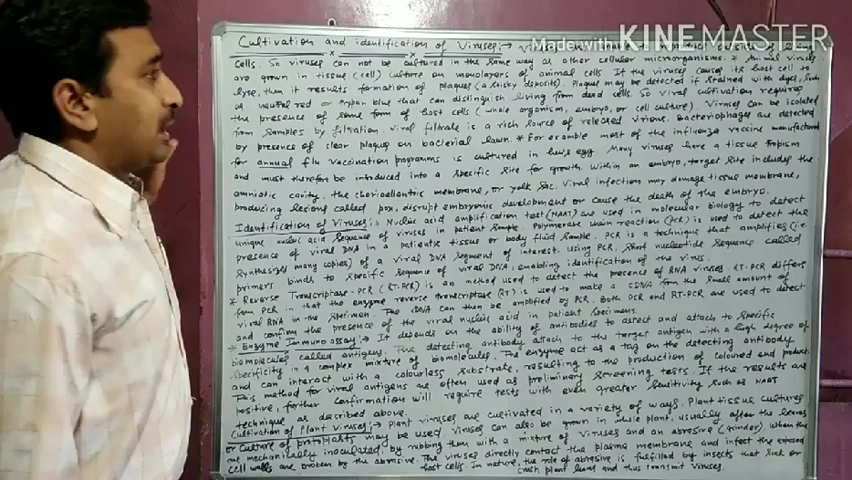 Made with KINEMASTER
Cultivation and identification of Viruses:→ Viruses
Cells. So viruses can not be cultured in the same way as other cellular microorganisms. * Animal viruses
are grown in tissue (cell) culture on monolayers of animal cells. If the viruses causes its host cell to
lyse, then it results formation of plaques (a sticky deposits). Plaque may be detected if stained with dyes, such
as neutral red or trypan blue that can distinguish living from dead cells. So viral cultivation requires
the presence of some form of host cells (whole organism, embryo, or cell culture). Viruses can be isolated
from samples by filtration. Viral filtrate is a rich source of released virions. Bacteriophages are detected
by presence of clear plaques on bacterial lawn. * For example most of the influenza vaccine manufactured
for annual flu vaccination programms is cultured in hen's egg. Many viruses have a tissue tropism
and must therefore be introduced into a specific site for growth. Within an embryo, target site includes the
amniotic cavity, the chorioallantoic membrane, or yolk sac. Viral infection may damage tissue membrane,
producing lesions called pox, disrupt embryonic development or cause the death of the embryo.
Identification of Viruses:- Nucleic acid amplification test (NAAT) are used in molecular biology to detect
unique nucleic acid sequence of viruses in patient sample. Polymerase chain reaction (PCR) is used to detect the
presence of viral DNA in a patient's tissue or body fluid sample. PCR is a technique that amplifies (i.e.
synthesizes many copies) of a viral DNA segment of interest. Using PCR, short nucleotide sequence called
primers binds to specific sequence of viral DNA, enabling identification of the virus.
* Reverse Transcriptase-PCR (RT-PCR) is an method used to detect the presence of RNA viruses. RT-PCR differs
from PCR in that the enzyme reverse transcriptase (RT) is used to make a cDNA from the small amount of
viral RNA in the specimen. The cDNA can then be amplified by PCR. Both PCR and RT-PCR are used to detect
and confirm the presence of the viral nucleic acid in patient specimens.
* Enzyme Immuno assay:→ It depends on the ability of antibodies to detect and attach to specific
biomolecules called antigens. The detecting antibody attach to the target antigen with a high degree of
specificity in a complex mixture of biomolecules. The enzyme act as a tag on the detecting antibody
and can interact with a colourless substrate, resulting to the production of coloured end product.
This method for viral antigens are often used as preliminary screening tests. If the results are
positive, further confirmation will require tests with even greater sensitivity such as NAAT
technique as described above.
Cultivation of Plant viruses:→ Plant viruses are cultivated in a variety of ways. Plant tissue cultures
or culture of protoplasts may be used. Viruses can also be grown in whole plant, usually after the leaves
are mechanically inoculated, by rubbing them with a mixture of viruses and an abresive (grinder). When the
cell walls are broken by the abrasive. The viruses directly contact the plasma membrane and infect the exposed
host cells. In nature, the role of abresive is fulfilled by insects that suck or
crush plant leaves and thus transmit viruses.